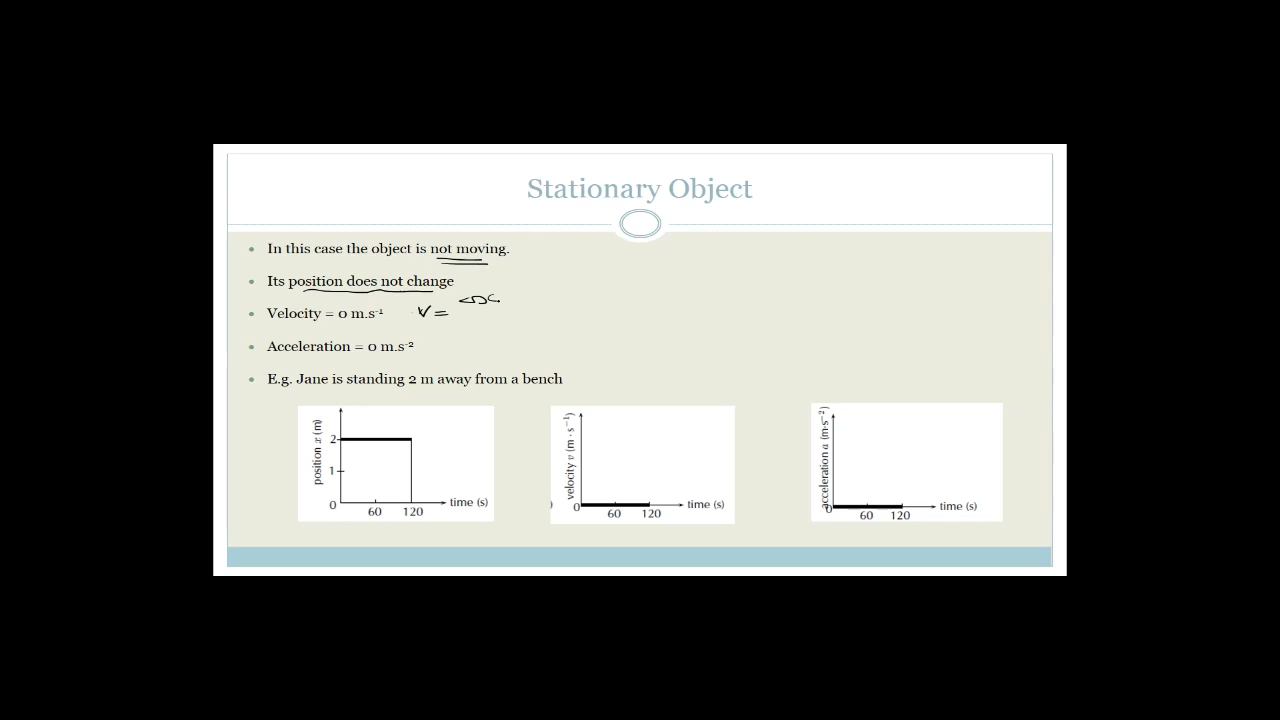 Stationary Object
In this case the object is not moving.
Its position does not change
Velocity = 0 m.s⁻¹ v =
Acceleration = 0 m.s⁻²
E.g. Jane is standing 2 m away from a bench
position x (m)
2
1
0
60 120
time (s)
velocity v (m · s⁻¹)
0
60 120
time (s)
acceleration a (m·s⁻²)
0
60 120
time (s)